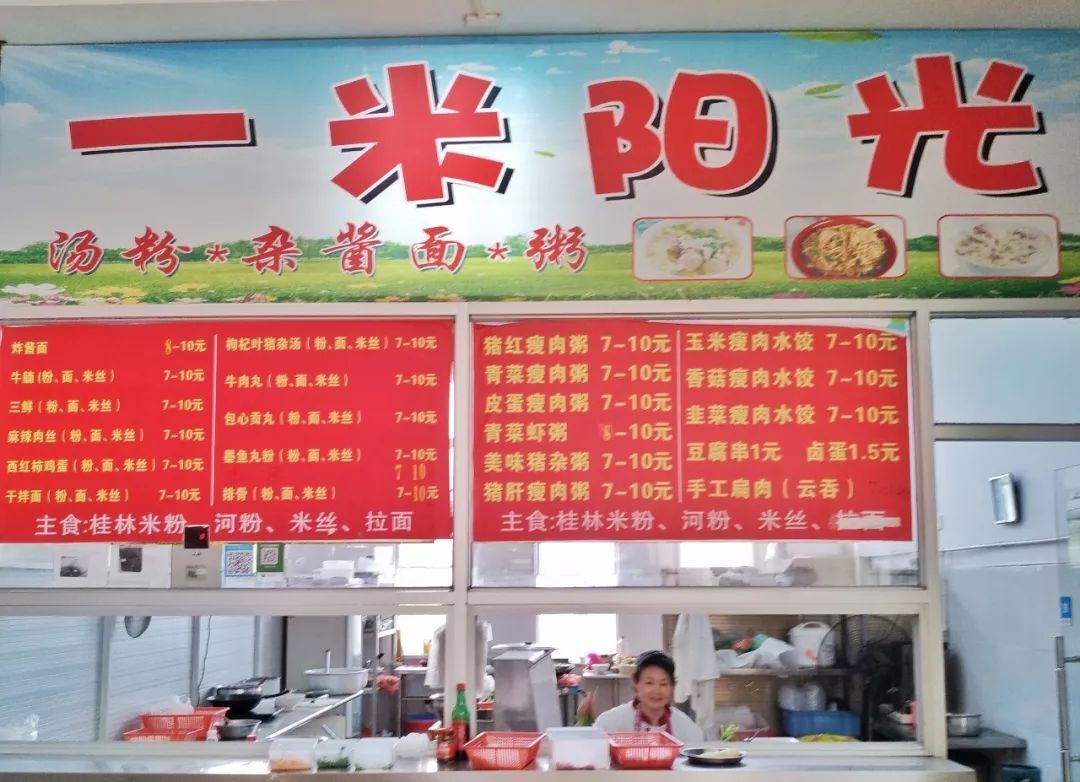 一米阳光
汤粉*杂酱面*粥
炸酱面 8-10元
牛腩(粉、面、米丝) 7-10元
三鲜(粉、面、米丝) 7-10元
麻辣肉丝(粉、面、米丝) 7-10元
西红柿鸡蛋(粉、面、米丝) 7-10元
干拌面(粉、面、米丝) 7-10元
枸杞叶猪杂汤(粉、面、米丝) 7-10元
牛肉丸(粉、面、米丝) 7-10元
包心贡丸(粉、面、米丝) 7-10元
墨鱼丸粉(粉、面、米丝) 7-10元
7 10
排骨(粉、面、米丝) 7-10元
主食:桂林米粉、河粉、米丝、拉面
猪红瘦肉粥 7-10元
青菜瘦肉粥 7-10元
皮蛋瘦肉粥 7-10元
青菜虾粥 8-10元
美味猪杂粥 7-10元
猪肝瘦肉粥 7-10元
玉米瘦肉水饺 7-10元
香菇瘦肉水饺 7-10元
韭菜瘦肉水饺 7-10元
豆腐串1元 卤蛋1.5元
手工扁肉(云吞)
主食:桂林米粉、河粉、米丝、